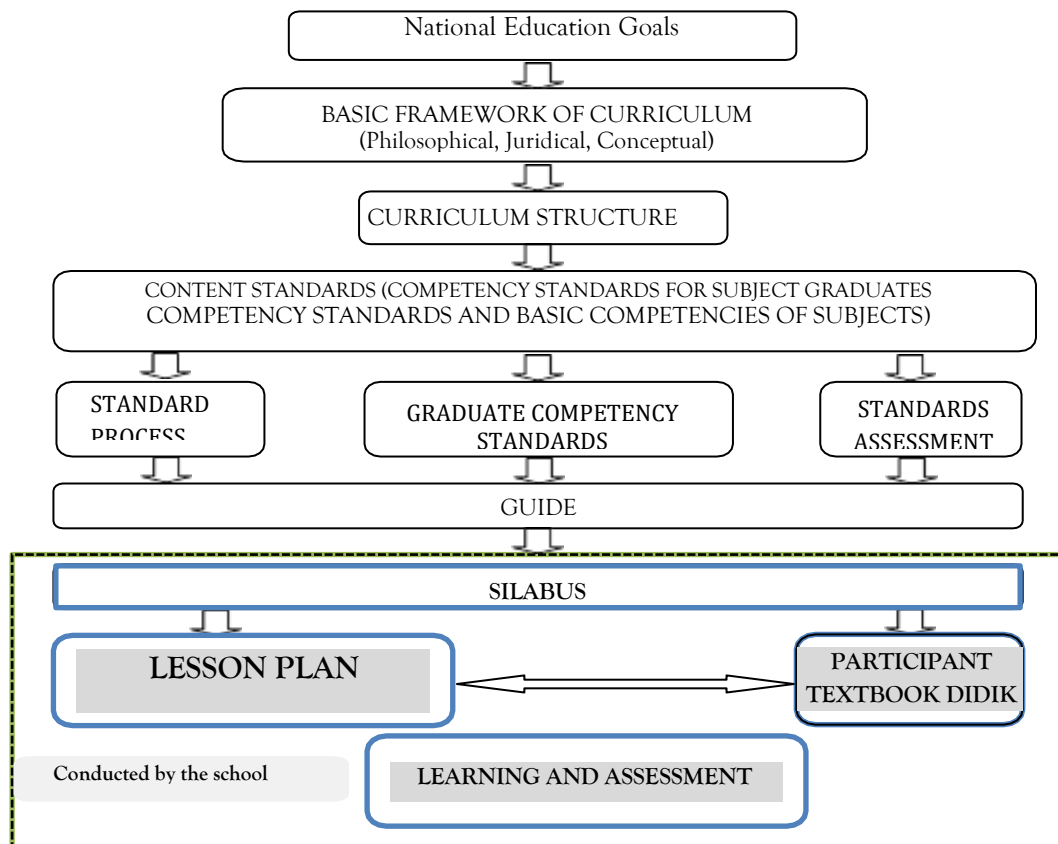 National Education Goals
BASIC FRAMEWORK OF CURRICULUM
(Philosophical, Juridical, Conceptual)
CURRICULUM STRUCTURE
CONTENT STANDARDS (COMPETENCY STANDARDS FOR SUBJECT GRADUATES
COMPETENCY STANDARDS AND BASIC COMPETENCIES OF SUBJECTS)
STANDARD
PROCESS
GRADUATE COMPETENCY
STANDARDS
STANDARDS
ASSESSMENT
GUIDE
SILABUS
LESSON PLAN
PARTICIPANT
TEXTBOOK DIDIK
Conducted by the school
LEARNING AND ASSESSMENT